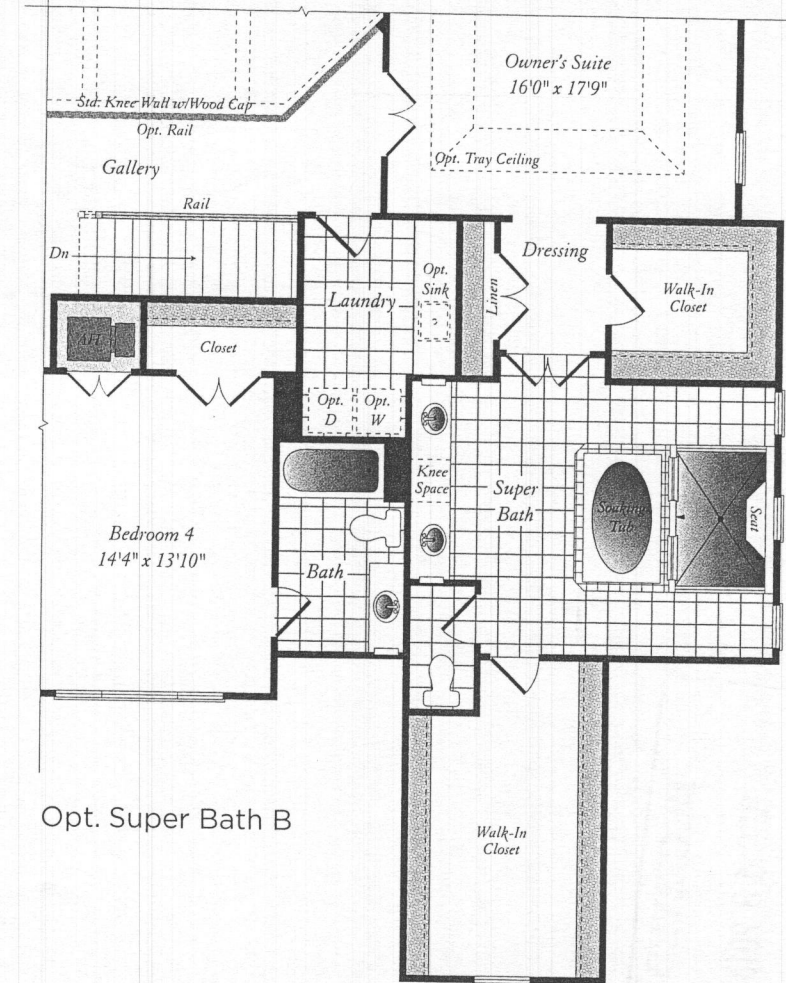 Owner's Suite
16'0" x 17'9"
Std. Knee Wall w/Wood Cap
Opt. Rail
Opt. Tray Ceiling
Gallery
Rail
Dn
Laundry
Opt.
Sink
Linen
Dressing
Walk-In
Closet
AH
Closet
Opt.
D
Opt.
W
Knee
Space
Super
Bath
Soaking
Tub
Seat
Bedroom 4
14'4" x 13'10"
Bath
Opt. Super Bath B
Walk-In
Closet